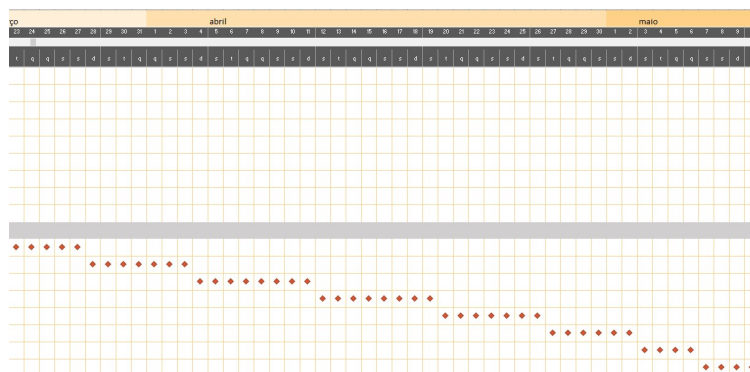 ço abril maio
23 24 25 26 27 28 29 30 31 1 2 3 4 5 6 7 8 9 10 11 12 13 14 15 16 17 18 19 20 21 22 23 24 25 26 27 28 29 30 1 2 3 4 5 6 7 8 9
t q q s s d s t q q s s d s t q q s s d s t q q s s d s t q q s s d s t q q s s d s t q q s s d